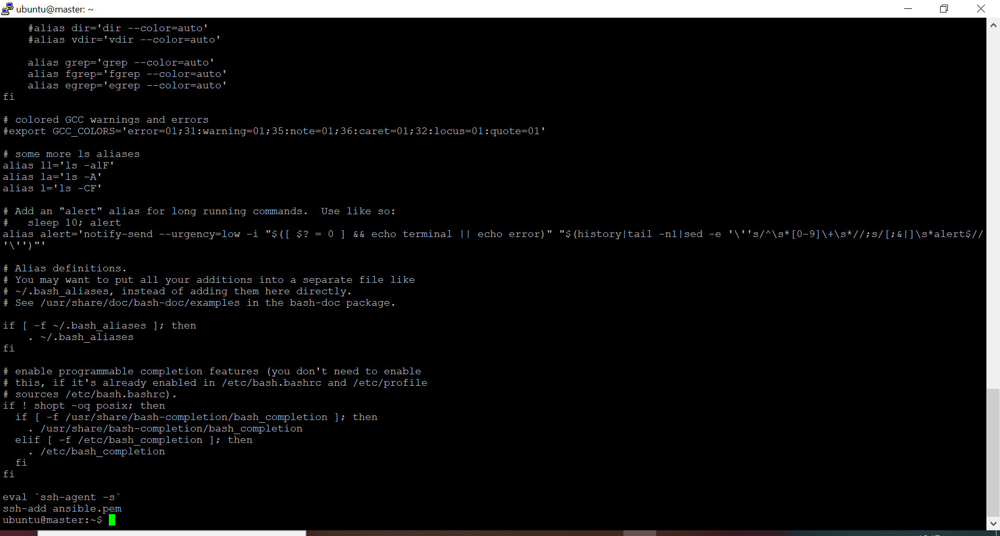 ubuntu@master: ~
    #alias dir='dir --color=auto'
    #alias vdir='vdir --color=auto'

    alias grep='grep --color=auto'
    alias fgrep='fgrep --color=auto'
    alias egrep='egrep --color=auto'
fi

# colored GCC warnings and errors
#export GCC_COLORS='error=01;31:warning=01;35:note=01;36:caret=01;32:locus=01:quote=01'

# some more ls aliases
alias ll='ls -alF'
alias la='ls -A'
alias l='ls -CF'

# Add an "alert" alias for long running commands.  Use like so:
#   sleep 10; alert
alias alert='notify-send --urgency=low -i "$([ $? = 0 ] && echo terminal || echo error)" "$(history|tail -n1|sed -e '\''s/^\s*[0-9]\+\s*//;s/[;&|]\s*alert$//
'\'')"'

# Alias definitions.
# You may want to put all your additions into a separate file like
# ~/.bash_aliases, instead of adding them here directly.
# See /usr/share/doc/bash-doc/examples in the bash-doc package.

if [ -f ~/.bash_aliases ]; then
    . ~/.bash_aliases
fi

# enable programmable completion features (you don't need to enable
# this, if it's already enabled in /etc/bash.bashrc and /etc/profile
# sources /etc/bash.bashrc).
if ! shopt -oq posix; then
  if [ -f /usr/share/bash-completion/bash_completion ]; then
    . /usr/share/bash-completion/bash_completion
  elif [ -f /etc/bash_completion ]; then
    . /etc/bash_completion
  fi
fi

eval `ssh-agent -s`
ssh-add ansible.pem
ubuntu@master:~$